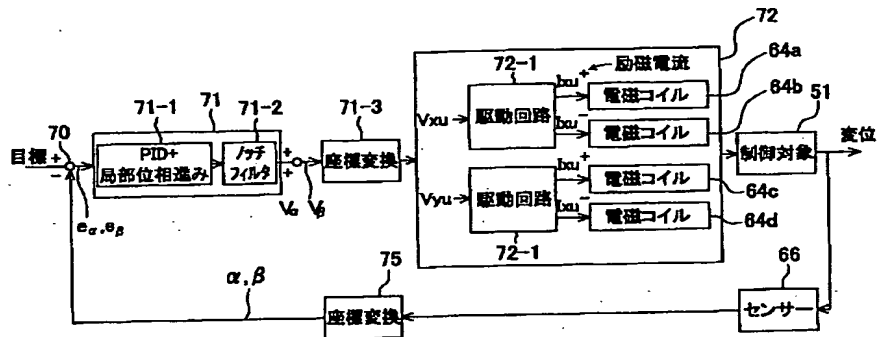 72
64a
72-1
Ixu+
励磁電流
71
71-1
71-2
71-3
64b
電磁コイル
51
70
Vxu
駆動回路
変位
目標
+
PID+
局部位相進み
ノッチ
フィルタ
+
+
座標変換
Ixu-
電磁コイル
制御対象
-
Ixu+
電磁コイル
64c
eα,eβ
Vα
Vβ
Vyu
駆動回路
Ixu-
電磁コイル
64d
72-1
66
75
α,β
座標変換
センサー